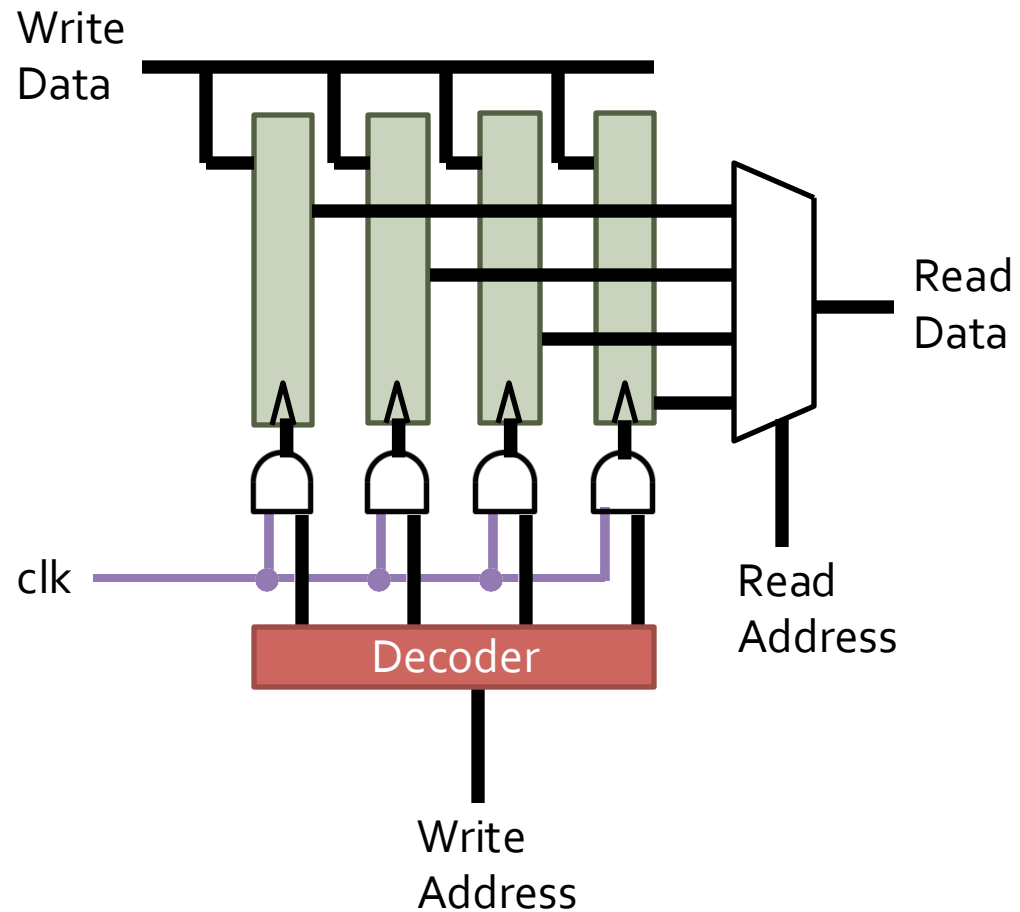 Write
Data
Read
Data
clk
Read
Address
Decoder
Write
Address